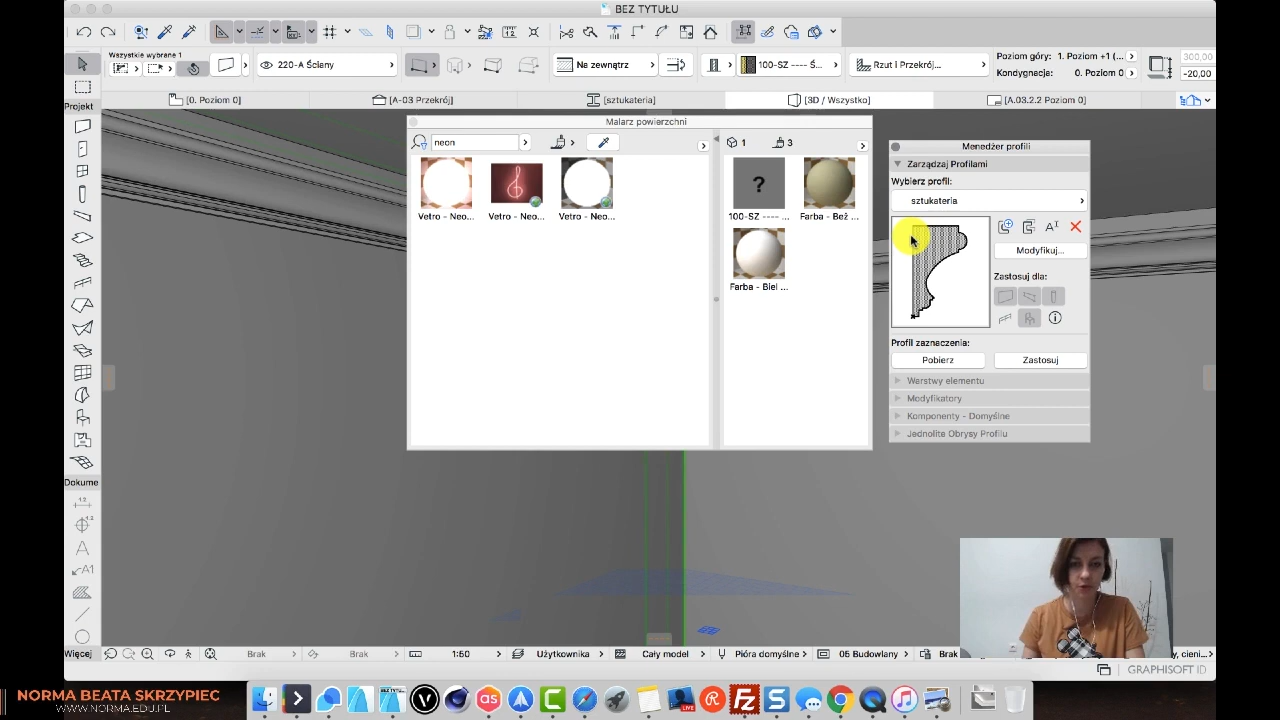 BEZ TYTUŁU
Wszystkie wybrane 1
220-A Ściany
Na zewnątrz
100-SZ ---- Ś...
Rzut I Przekrój...
Poziom góry:
1. Poziom +1 (...
Kondygnacja:
0. Poziom 0
300,00
-20,00
[0. Poziom 0]
[A-03 Przekrój]
[sztukateria]
[3D / Wszystko]
[A.03.2.2 Poziom 0]
Projekt
Malarz powierzchni
neon
1
3
Vetro - Neo...
Vetro - Neo...
Vetro - Neo...
?
100-SZ ---- ...
Farba - Beż ...
Farba - Biel ...
Menedżer profili
Zarządzaj Profilami
Wybierz profil:
sztukateria
Modyfikuj...
Zastosuj dla:
Profil zaznaczenia:
Pobierz
Zastosuj
Warstwy elementu
Modyfikatory
Komponenty - Domyślne
Jednolite Obrysy Profilu
Dokume
1.2
A
A1
Więcej
Brak
Brak
1:60
Użytkownika
Cały model
Pióra domyślne
06 Budowlany
Brak
y, cieni...
GRAPHISOFT ID
NORMA BEATA SKRZYPIEC
WWW.NORMA.EDU.PL